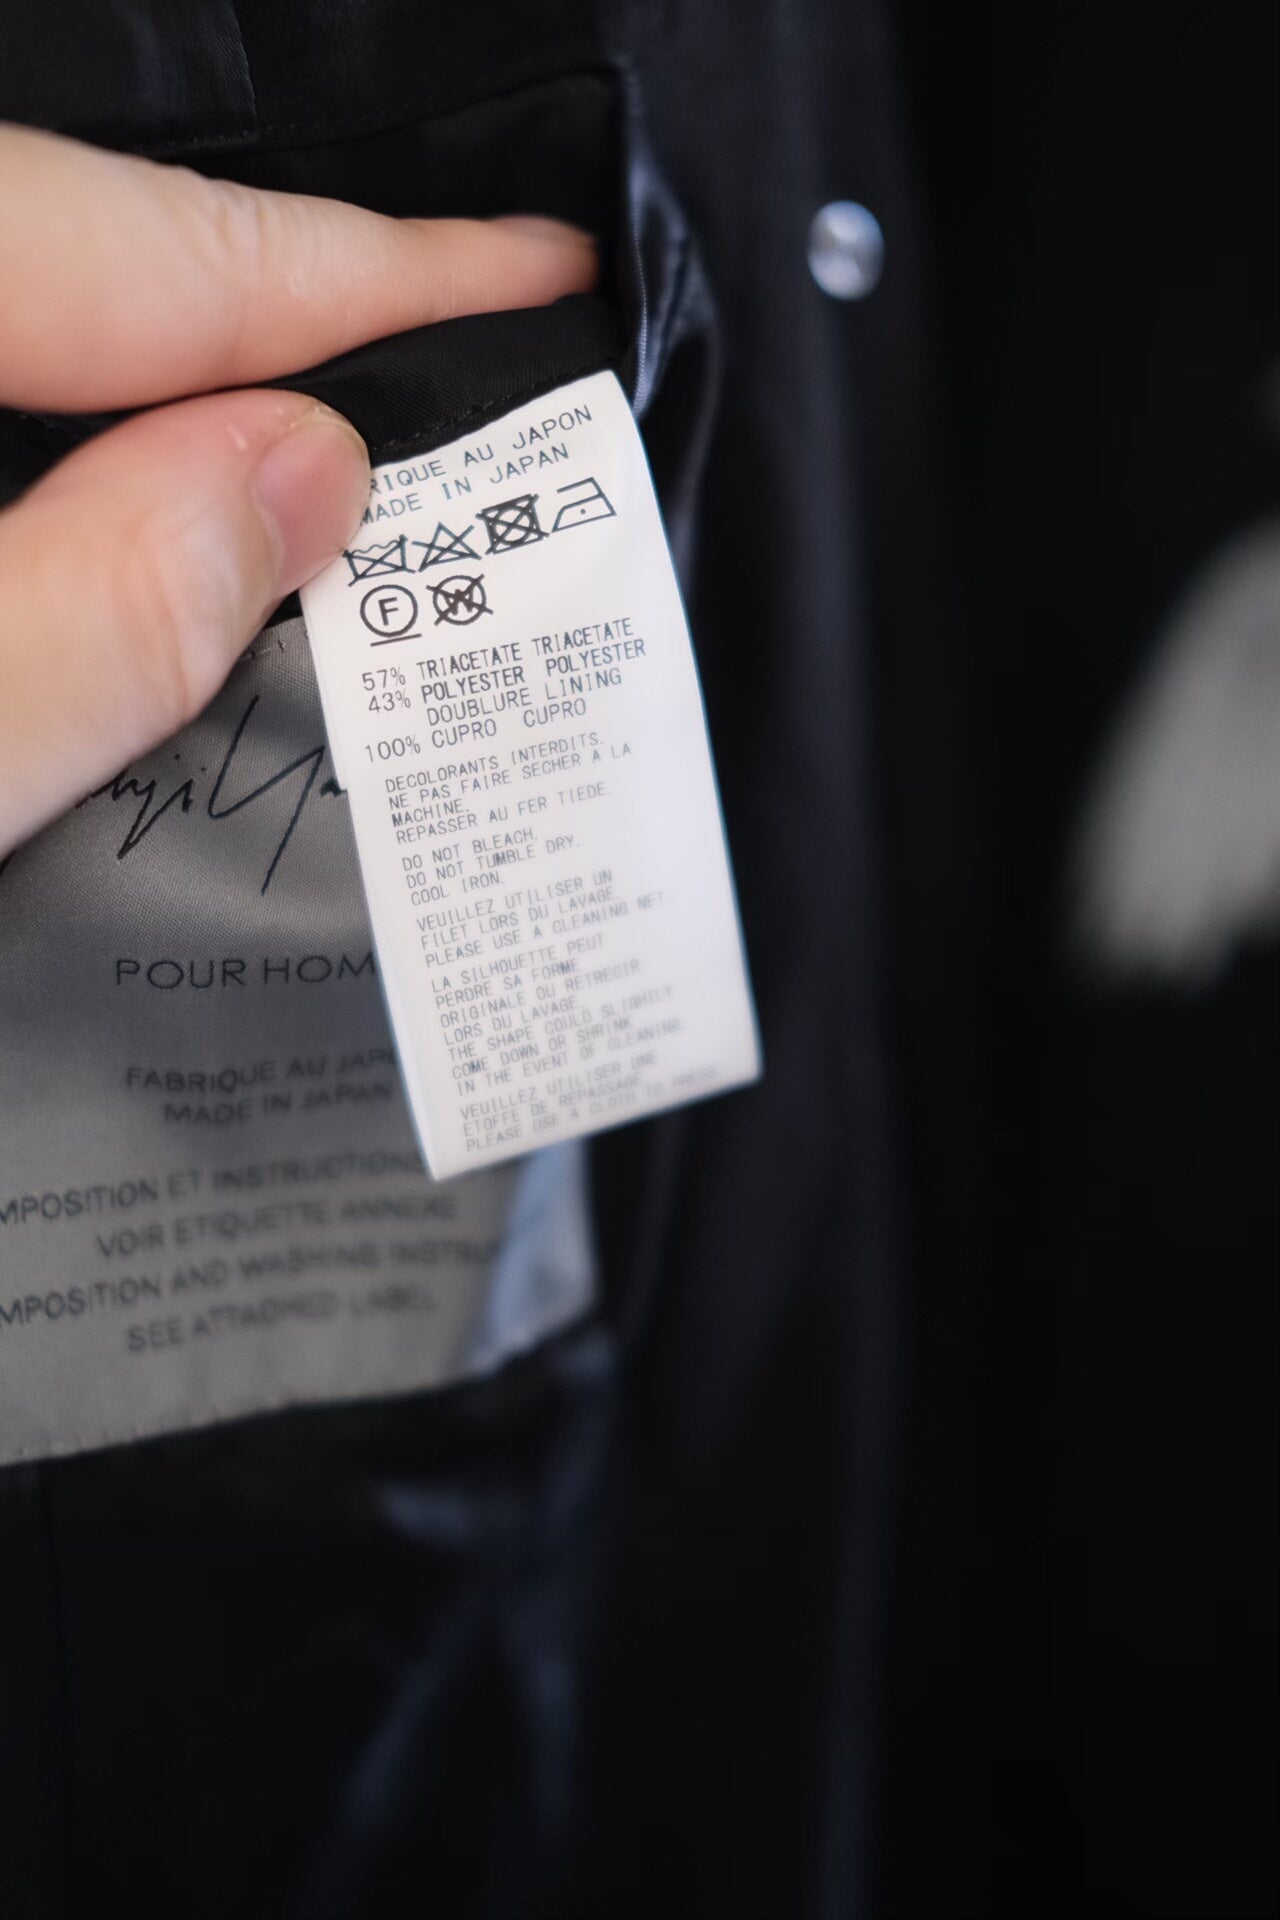 RIQUE AU JAPON
MADE IN JAPAN
F W
57% TRIACETATE TRIACETATE
43% POLYESTER POLYESTER
DOUBLURE LINING
100% CUPRO CUPRO
DECOLORANTS INTERDITS.
NE PAS FAIRE SECHER A LA
MACHINE.
REPASSER AU FER TIEDE.
DO NOT BLEACH.
DO NOT TUMBLE DRY.
COOL IRON.
VEUILLEZ UTILISER UN
FILET LORS DU LAVAGE.
PLEASE USE A CLEANING NET.
LA SILHOUETTE PEUT
PERDRE SA FORME
ORIGINALE OU RETRECIR
LORS DU LAVAGE.
THE SHAPE COULD SLIGHTLY
COME DOWN OR SHRINK
IN THE EVENT OF CLEANING.
VEUILLEZ UTILISER UNE
ETOFFE DE REPASSAGE.
PLEASE USE A CLOTH TO PRESS.
hji Ya
POUR HOM
FABRIQUE AU JAPO
MADE IN JAPAN
MPOSITION ET INSTRUCTIONS
VOIR ETIQUETTE ANNEXE
MPOSITION AND WASHING INSTRU
SEE ATTACHED LABEL